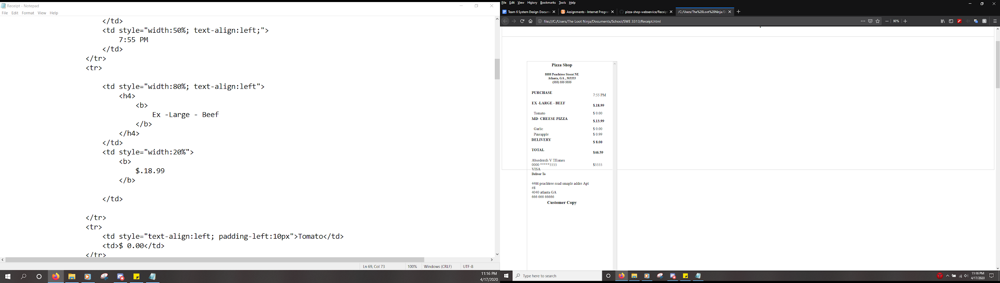 Receipt - Notepad
File Edit Format View Help
</td>
<td style="width:50%; text-align:left;">
7:55 PM
</td>
</tr>
<tr>
<td style="width:80%; text-align:left">
<h4>
<b>
Ex -Large - Beef
</b>
</h4>
</td>
<td style="width:20%">
<b>
$.18.99
</b>
</td>
</tr>
<tr>
<td style="text-align:left; padding-left:10px">Tomato</td>
<td>$ 0.00</td>
</tr>
Ln 69, Col 73 100% Windows (CRLF) UTF-8
11:16 PM
4/17/2020
File Edit View History Bookmarks Tools Help
Team 6 System Design Docum Assignments - Internet Progran pizza-shop-webservice/Receip /C:/Users/The%20Loot%20Ninja/D
file:///C:/Users/The Loot Ninja/Documents/School/SWE 3313/Receipt.html 90%
Pizza Shop
8888 Peachtree Steeat NE
Atlanta, GA , 303333
(555) 555 5555
PURCHASE 7:55 PM
EX -LARGE - BEEF $.18.99
Tomato $ 0.00
MD- CHEESE PIZZA $.13.99
Garlic $ 0.00
Pineapple $ 0.99
DELIVERY $ 8.00
TOTAL $46.59
Absedersfs V TEsmes
0000 *****5555 $5555
VISA
Deliver To
44ttt peachtree road smaple addre Apt
#8
4040 atlanta GA
666 666 66666
Customer Copy
Type here to search
11:16 PM
4/17/2020